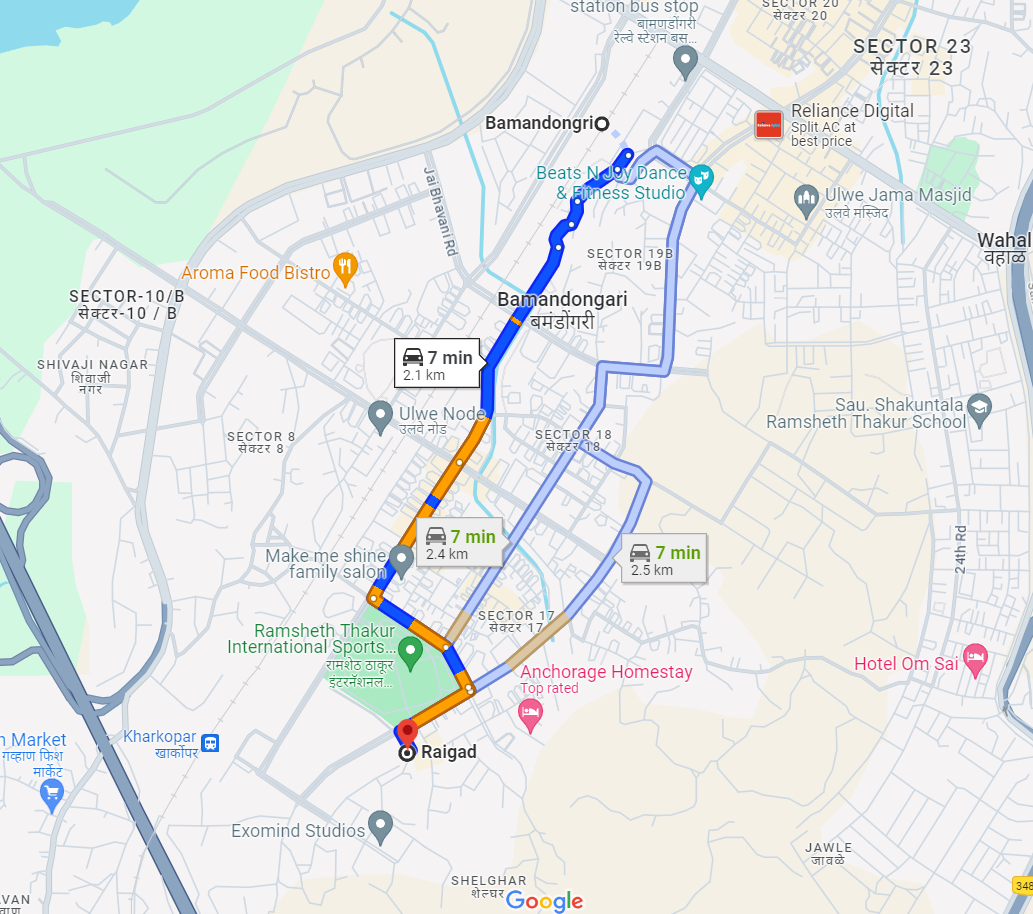 station bus stop
बामणडोंगरी
रेल्वे स्टेशन बस...
SECTOR 20
सेक्टर 20
SECTOR 23
सेक्टर 23
Reliance Digital
Split AC at
best price
Bamandongri
Beats N Joy Dance
& Fitness Studio
Jai Bhavani Rd
Ulwe Jama Masjid
उलवे मस्जिद
Wahal
वहाळ
SECTOR 19B
सेक्टर 19B
Aroma Food Bistro
SECTOR-10/B
सेक्टर-10 / B
Bamandongari
बमंडोंगरी
7 min
2.1 km
SHIVAJI NAGAR
शिवाजी
नगर
Ulwe Node
उलवे नोड
Sau. Shakuntala
Ramsheth Thakur School
SECTOR 8
सेक्टर 8
SECTOR 18
सेक्टर 18
7 min
2.4 km
7 min
2.5 km
24th Rd
Make me shine
family salon
SECTOR 17
सेक्टर 17
Ramsheth Thakur
International Sports...
रामशेठ ठाकूर
इंटरनॅशनल...
Hotel Om Sai
Anchorage Homestay
Top rated
Raigad
Kharkopar
खार्कोपर
n Market
गव्हाण फिश
मार्केट
Exomind Studios
JAWLE
जावळे
SHELGHAR
शेल्घर
348
VAN
Google